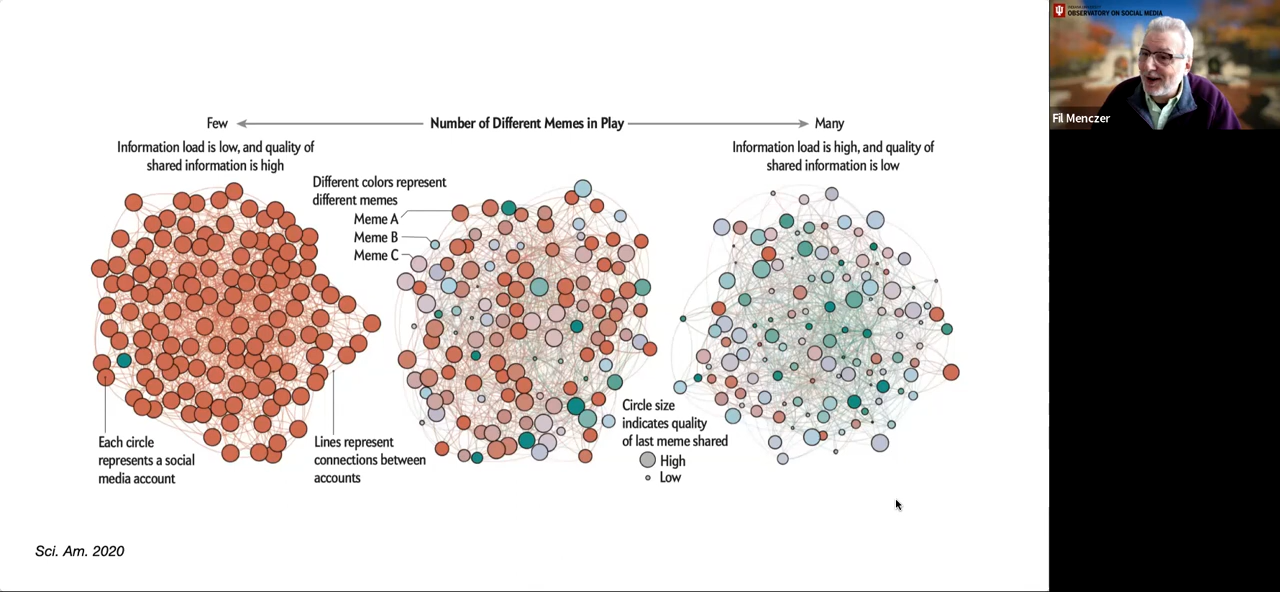 Few
Number of Different Memes in Play
Many
Information load is low, and quality of
shared information is high
Information load is high, and quality of
shared information is low
Different colors represent
different memes
Meme A
Meme B
Meme C
Circle size
indicates quality
of last meme shared
High
Low
Each circle
represents a social
media account
Lines represent
connections between
accounts
Sci. Am. 2020
INDIANA UNIVERSITY
OBSERVATORY ON SOCIAL MEDIA
Fil Menczer